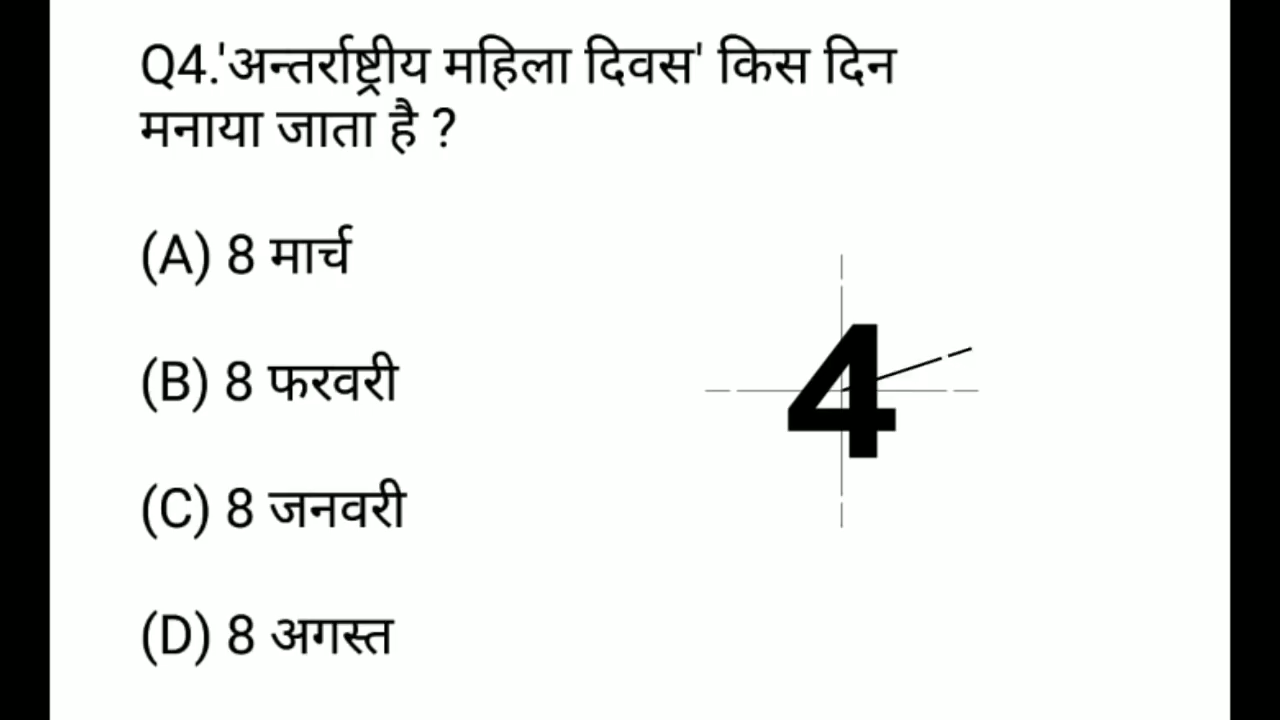 Q4.'अन्तर्राष्ट्रीय महिला दिवस' किस दिन
मनाया जाता है ?
(A) 8 मार्च
(B) 8 फरवरी
4
(C) 8 जनवरी
(D) 8 अगस्त